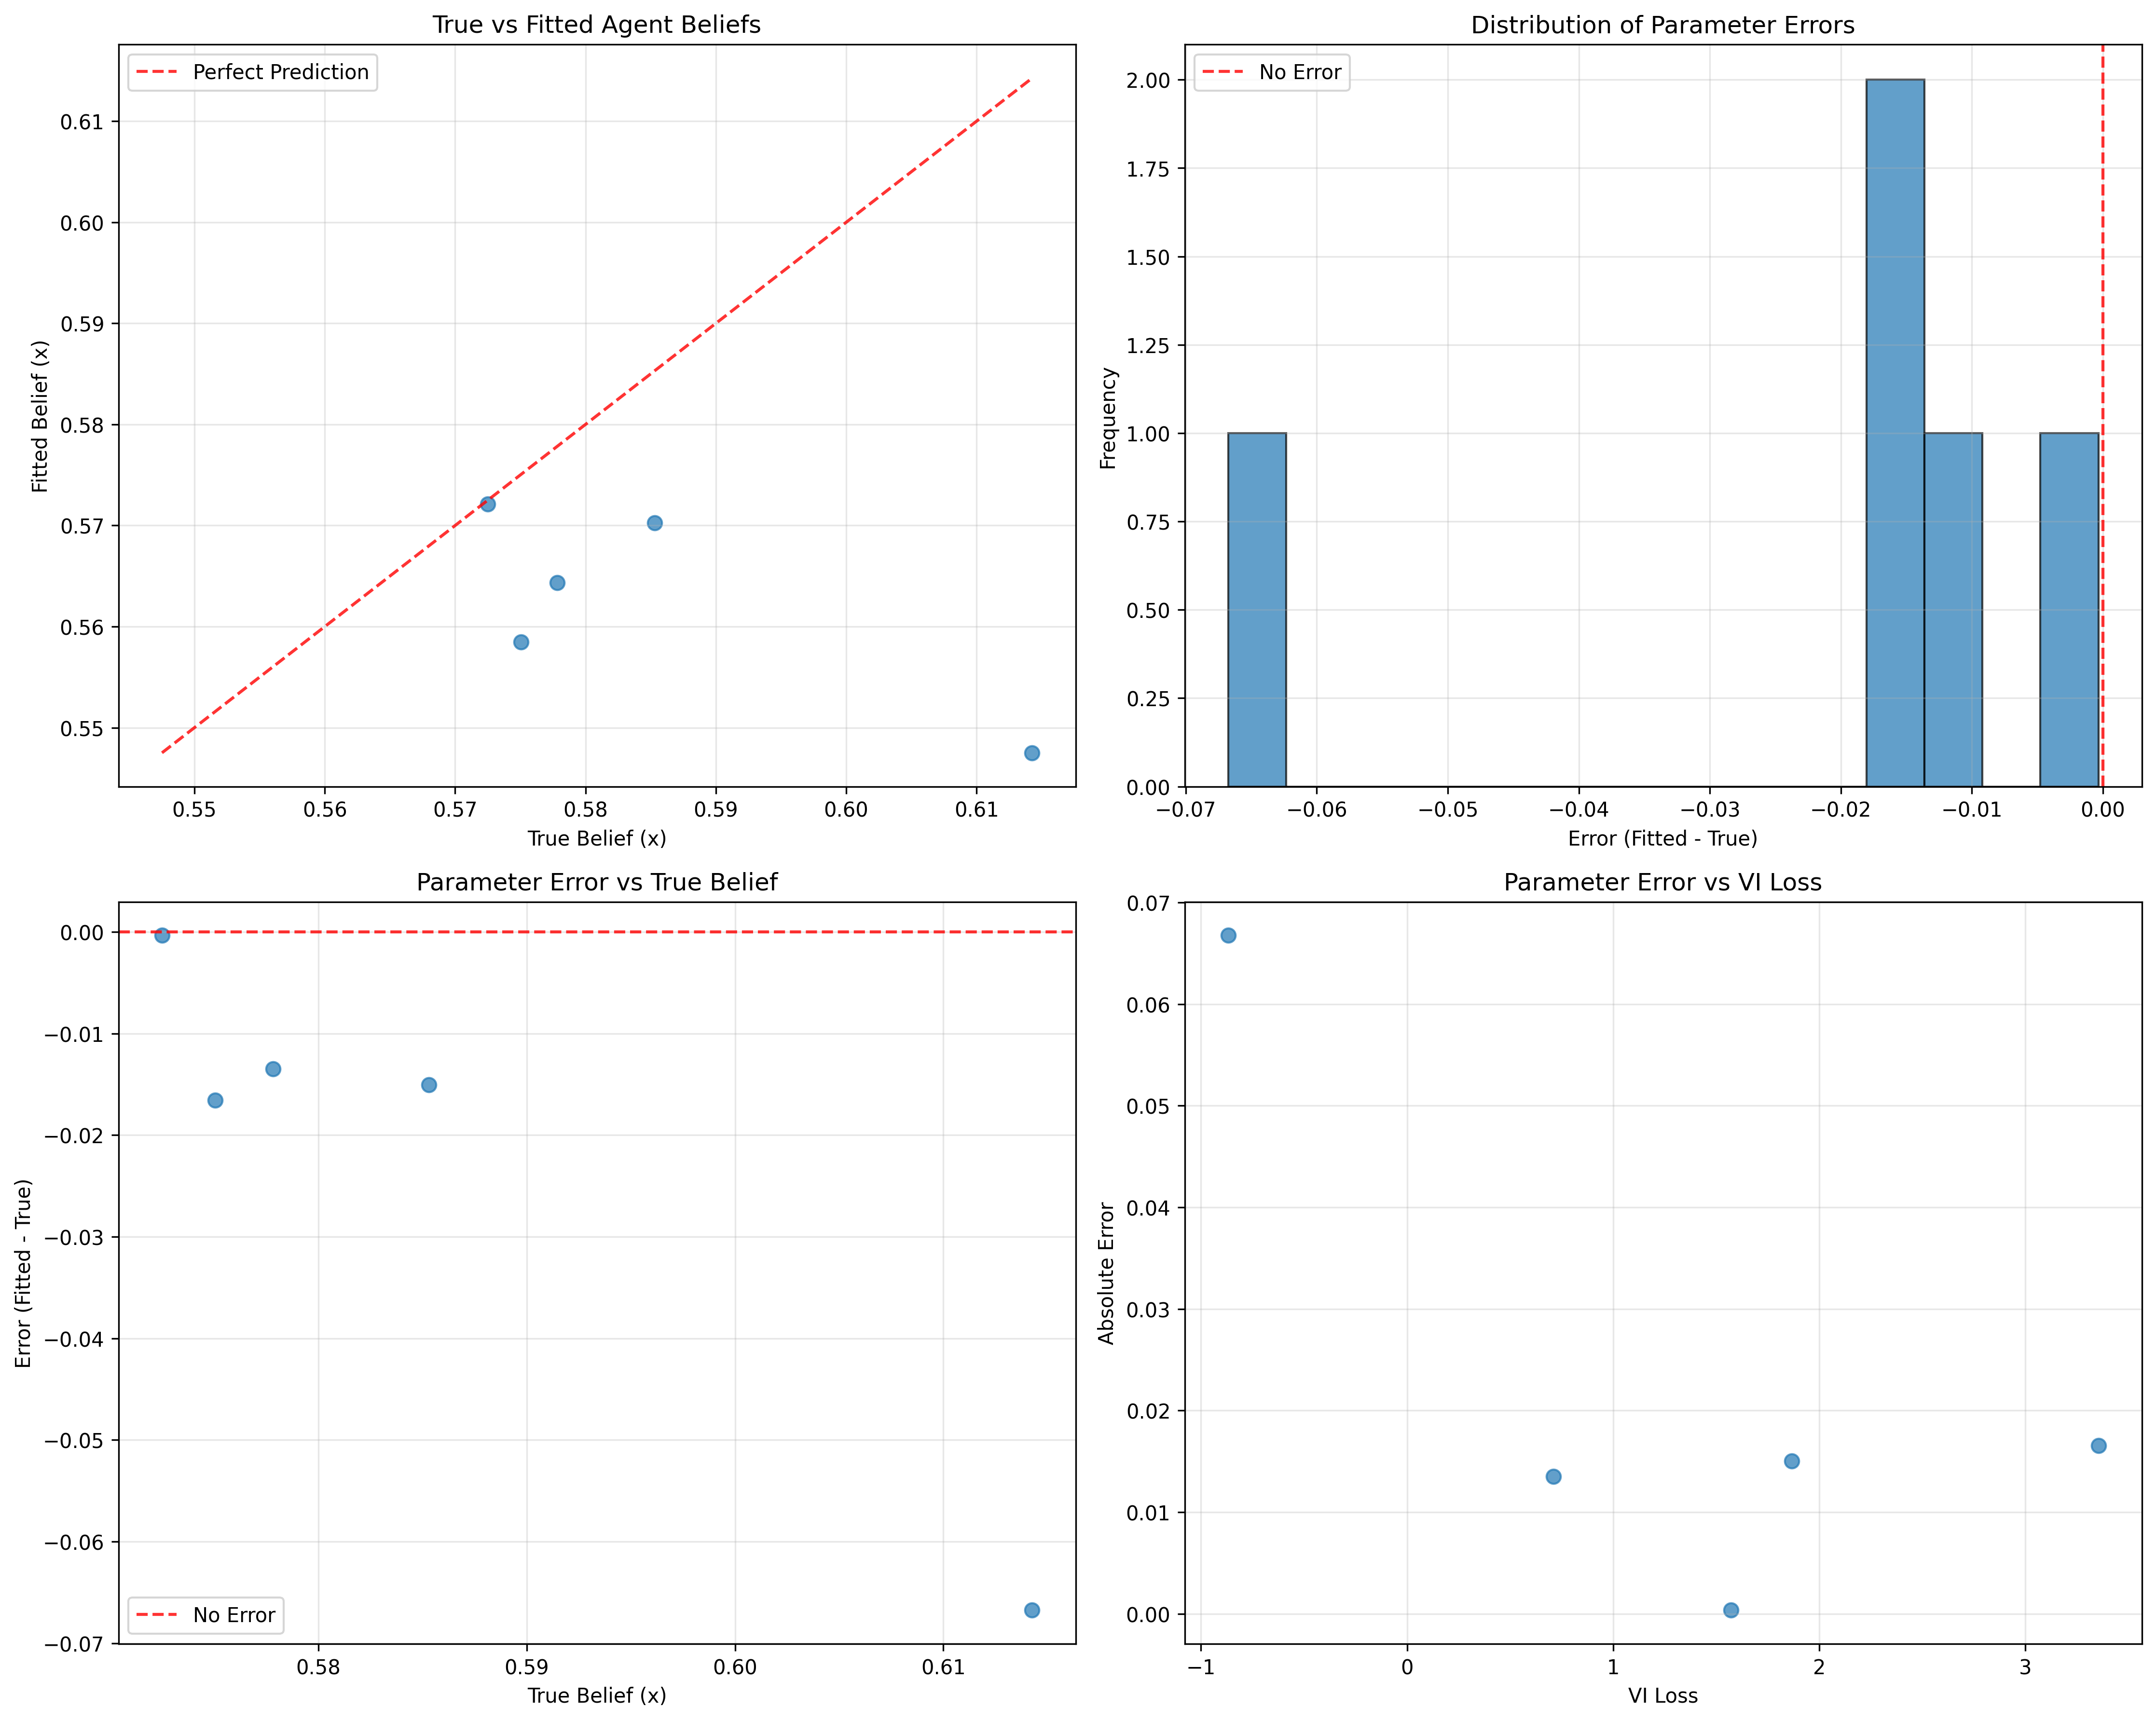 True vs Fitted Agent Beliefs
Perfect Prediction
0.61
0.60
0.59
0.58
0.57
0.56
0.55
Fitted Belief (x)
0.55 0.56 0.57 0.58 0.59 0.60 0.61
True Belief (x)
Distribution of Parameter Errors
No Error
2.00
1.75
1.50
1.25
1.00
0.75
0.50
0.25
0.00
Frequency
−0.07 −0.06 −0.05 −0.04 −0.03 −0.02 −0.01 0.00
Error (Fitted - True)
Parameter Error vs True Belief
0.00
−0.01
−0.02
−0.03
−0.04
−0.05
−0.06
−0.07
Error (Fitted - True)
No Error
0.58 0.59 0.60 0.61
True Belief (x)
Parameter Error vs VI Loss
0.07
0.06
0.05
0.04
0.03
0.02
0.01
0.00
Absolute Error
−1 0 1 2 3
VI Loss